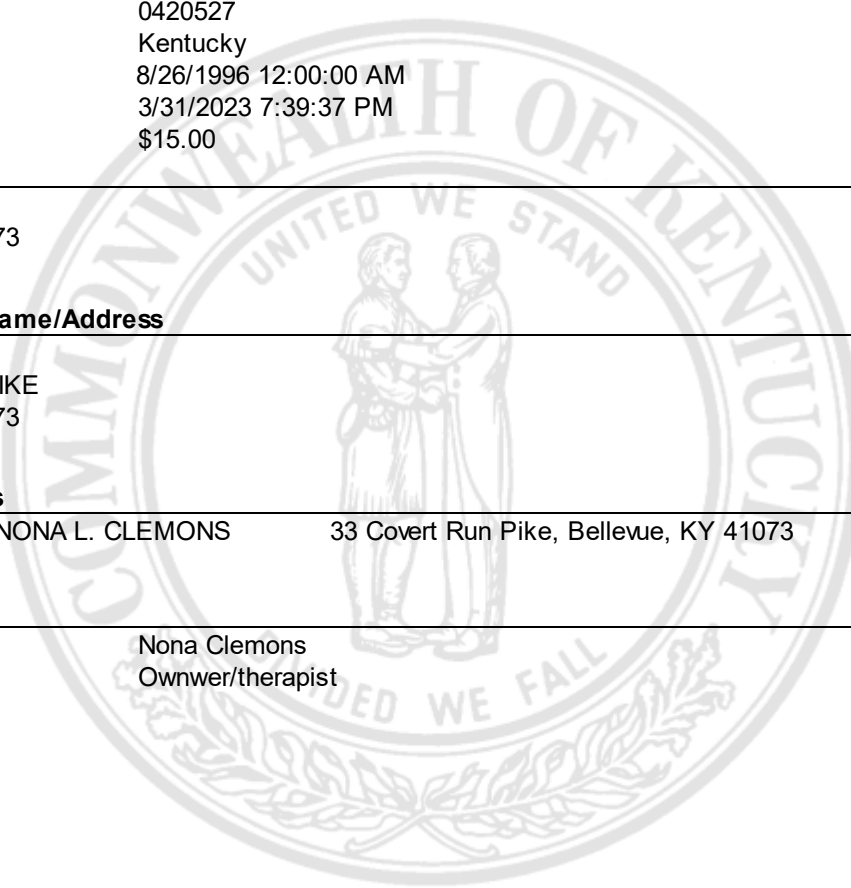 0420527
Kentucky
8/26/1996 12:00:00 AM
3/31/2023 7:39:37 PM
$15.00
73
ame/Address
IKE
73
s
NONA L. CLEMONS 33 Covert Run Pike, Bellevue, KY 41073
Nona Clemons
Ownwer/therapist
COMMONWEALTH OF KENTUCKY
UNITED WE STAND
DED WE FALL